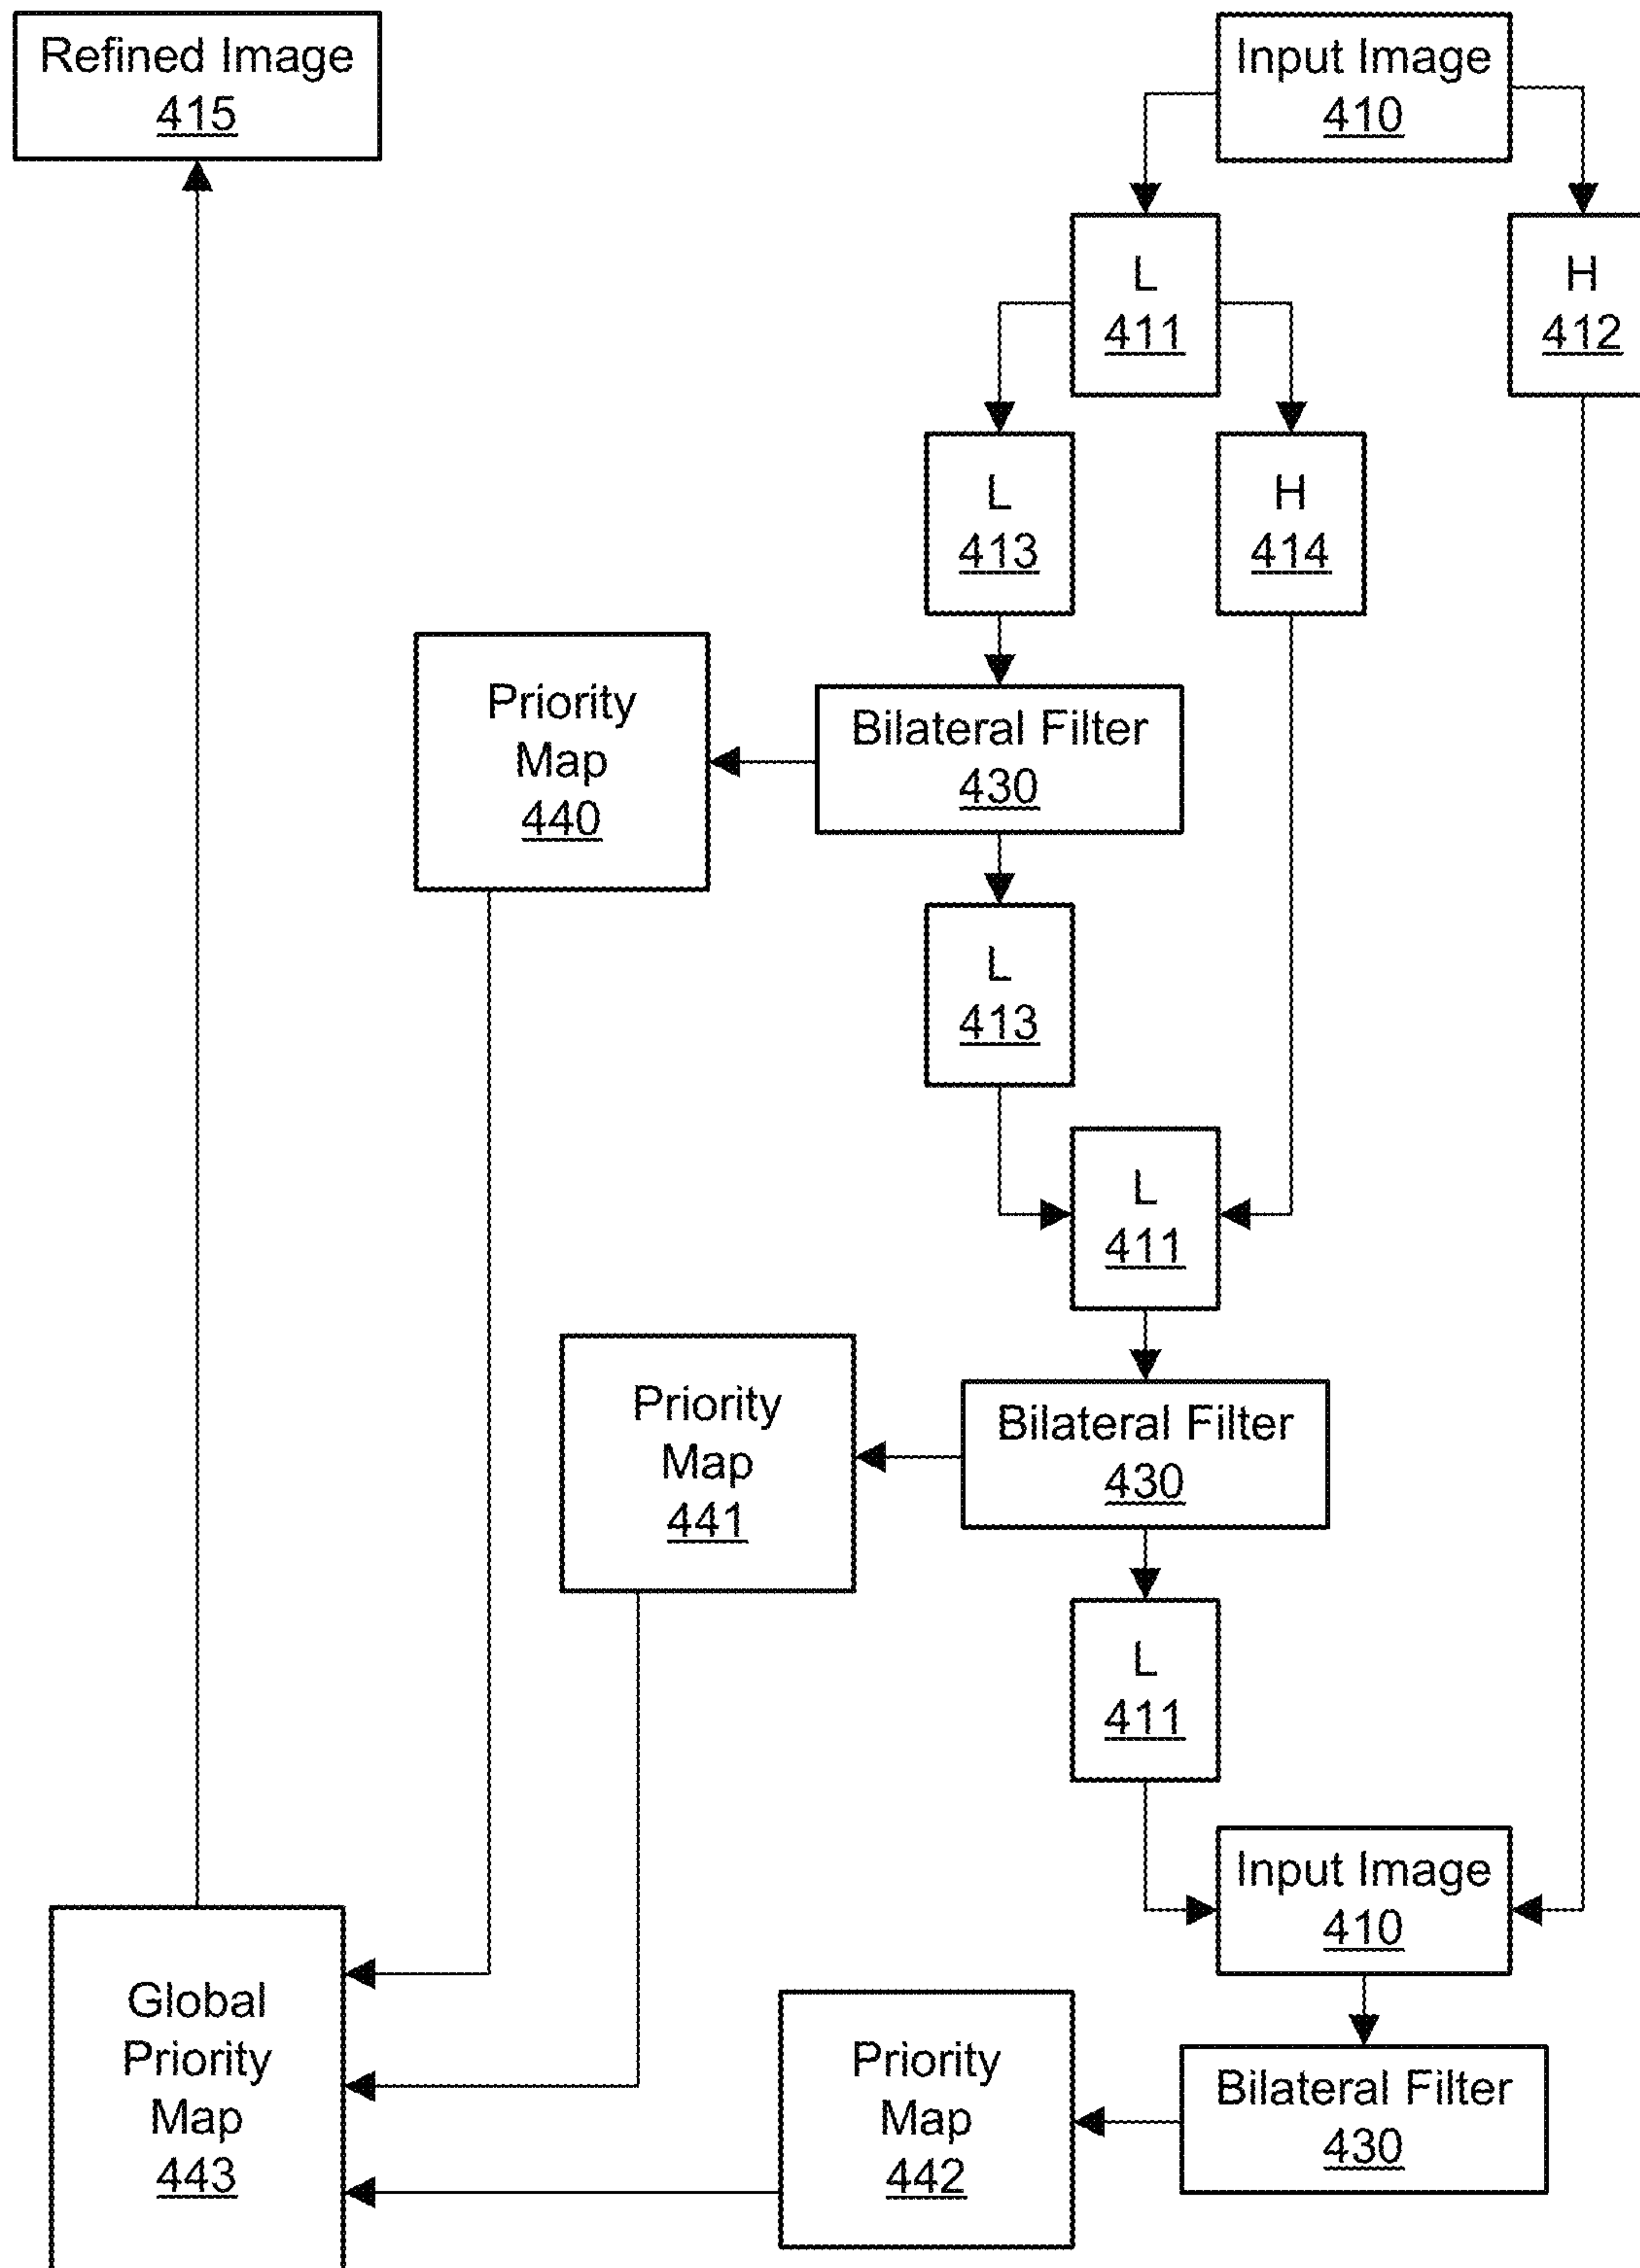 Refined Image
415
Input Image
410
L
411
H
412
L
413
H
414
Priority
Map
440
Bilateral Filter
430
L
413
L
411
Priority
Map
441
Bilateral Filter
430
L
411
Input Image
410
Global
Priority
Map
443
Priority
Map
442
Bilateral Filter
430